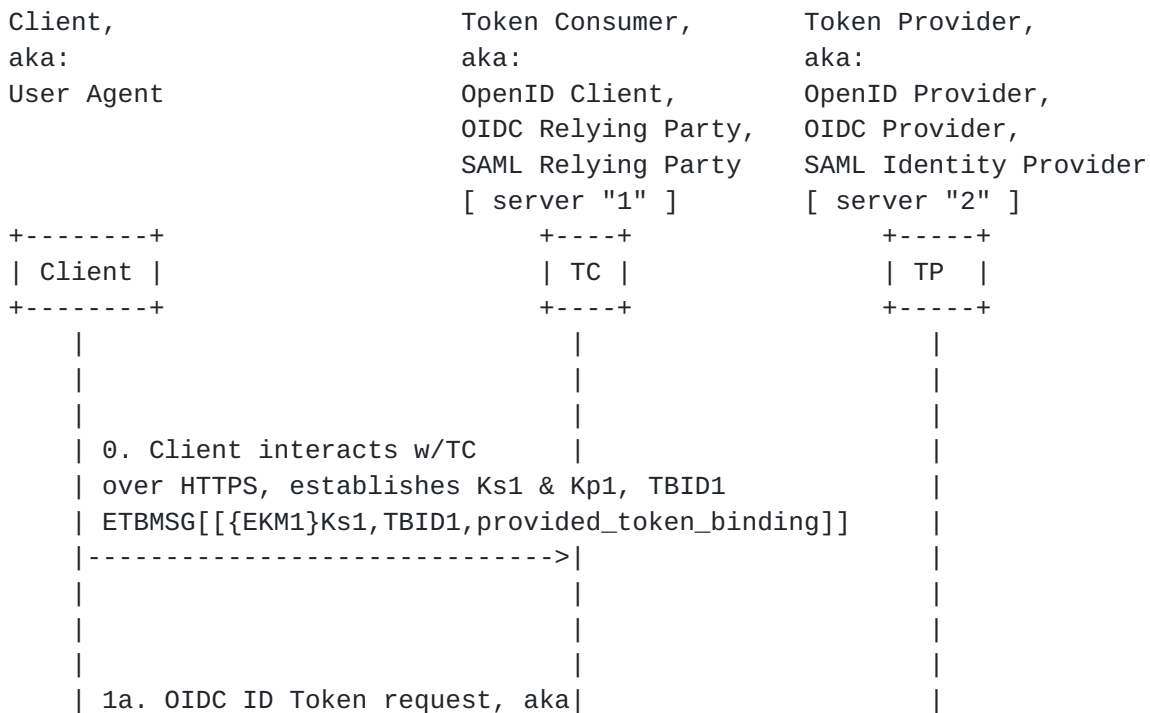 Client,                            Token Consumer,       Token Provider,
aka:                               aka:                  aka:
User Agent                         OpenID Client,        OpenID Provider,
                                   OIDC Relying Party,   OIDC Provider,
                                   SAML Relying Party    SAML Identity Provider
                                   [ server "1" ]        [ server "2" ]
+--------+                              +----+                +-----+
| Client |                              | TC |                | TP  |
+--------+                              +----+                +-----+
     |                                    |                      |
     |                                    |                      |
     |                                    |                      |
     | 0. Client interacts w/TC           |                      |
     | over HTTPS, establishes Ks1 & Kp1, TBID1                  |
     | ETBMSG[[{EKM1}Ks1,TBID1,provided_token_binding]]          |
     |------------------------------>|                      |
     |                                    |                      |
     |                                    |                      |
     |                                    |                      |
     | 1a. OIDC ID Token request, aka|                      |